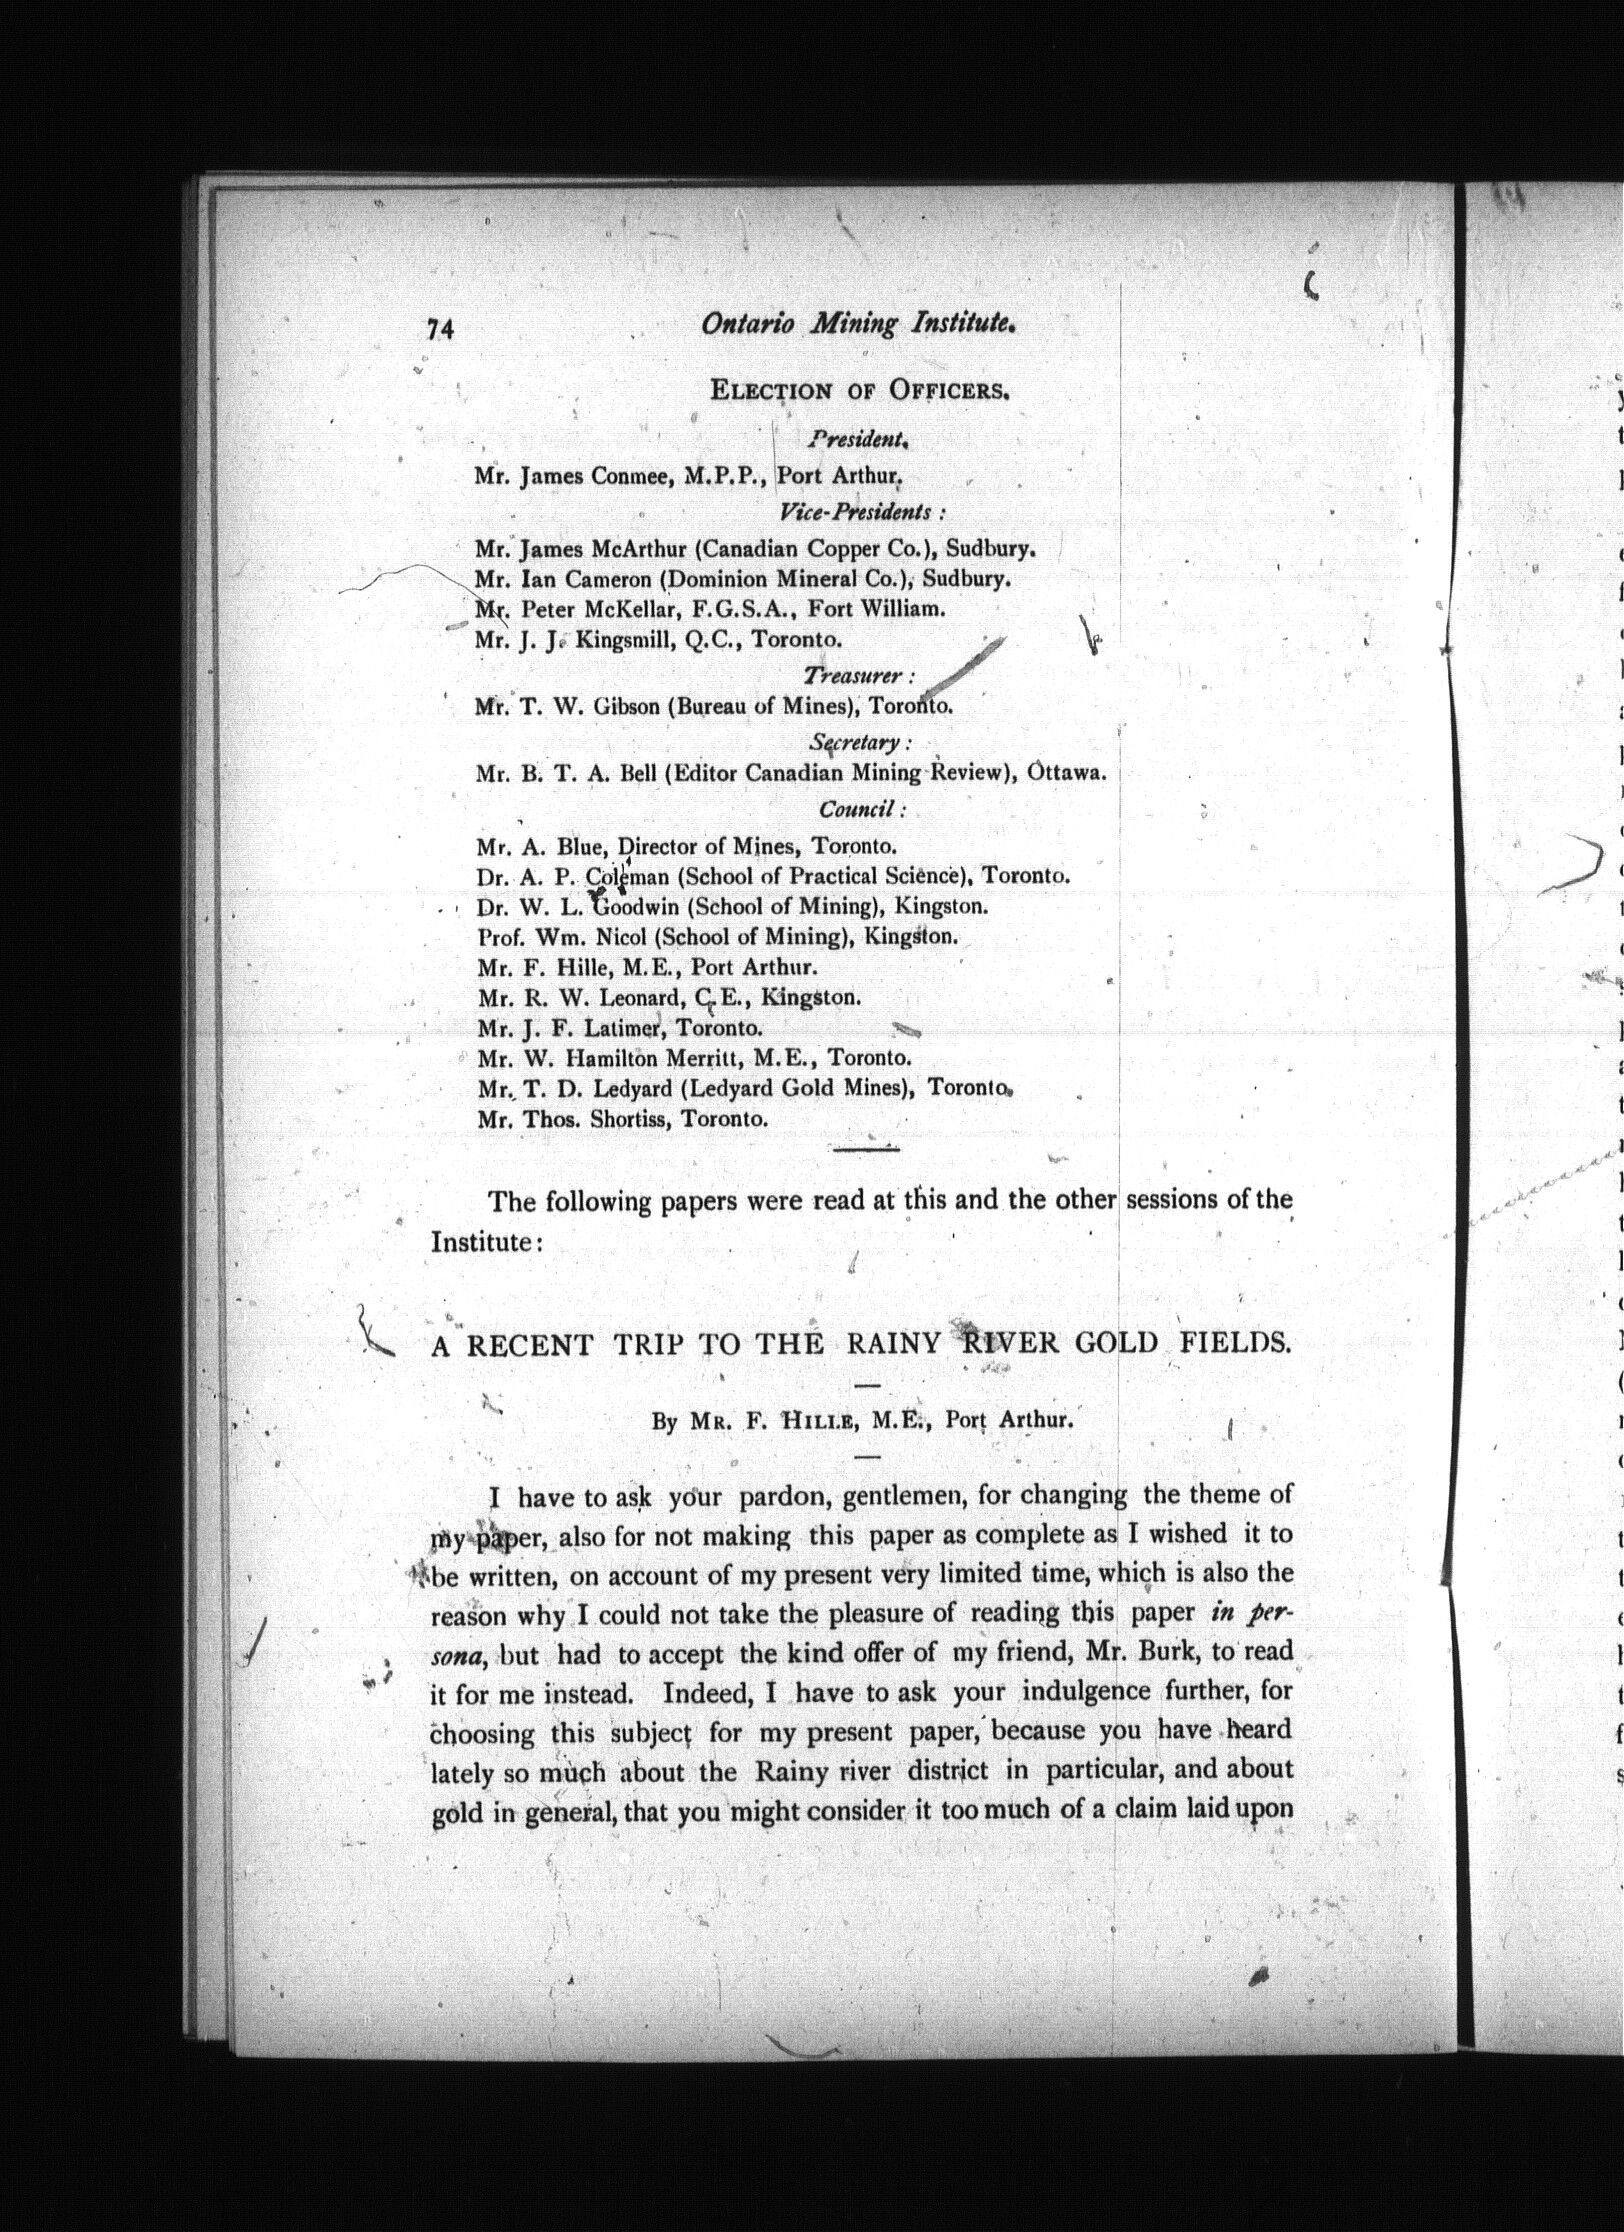 74
Ontario Mining Institute.
ELECTION OF OFFICERS.
President.
Mr. James Conmee, M.P.P., Port Arthur.
Vice-Presidents :
Mr. James McArthur (Canadian Copper Co.), Sudbury.
Mr. Ian Cameron (Dominion Mineral Co.), Sudbury.
Mr. Peter McKellar, F.G.S.A., Fort William.
Mr. J. J. Kingsmill, Q.C., Toronto.
Treasurer :
Mr. T. W. Gibson (Bureau of Mines), Toronto.
Secretary :
Mr. B. T. A. Bell (Editor Canadian Mining Review), Ottawa.
Council :
Mr. A. Blue, Director of Mines, Toronto.
Dr. A. P. Coleman (School of Practical Science), Toronto.
Dr. W. L. Goodwin (School of Mining), Kingston.
Prof. Wm. Nicol (School of Mining), Kingston.
Mr. F. Hille, M.E., Port Arthur.
Mr. R. W. Leonard, C.E., Kingston.
Mr. J. F. Latimer, Toronto.
Mr. W. Hamilton Merritt, M.E., Toronto.
Mr. T. D. Ledyard (Ledyard Gold Mines), Toronto.
Mr. Thos. Shortiss, Toronto.
The following papers were read at this and the other sessions of the
Institute:
A RECENT TRIP TO THE RAINY RIVER GOLD FIELDS.
By MR. F. HILLE, M.E., Port Arthur.
I have to ask your pardon, gentlemen, for changing the theme of
my paper, also for not making this paper as complete as I wished it to
be written, on account of my present very limited time, which is also the
reason why I could not take the pleasure of reading this paper in per-
sona, but had to accept the kind offer of my friend, Mr. Burk, to read
it for me instead. Indeed, I have to ask your indulgence further, for
choosing this subject for my present paper, because you have heard
lately so much about the Rainy river district in particular, and about
gold in general, that you might consider it too much of a claim laid upon